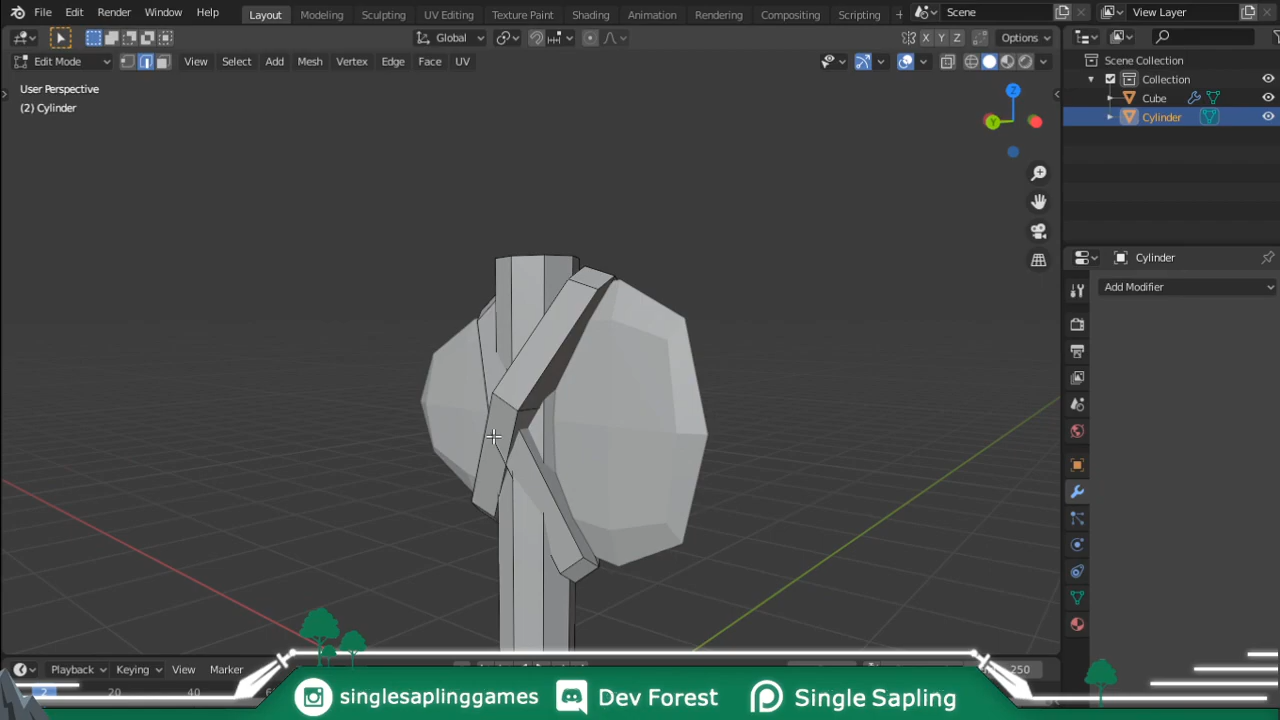 File Edit Render Window Help Layout Modeling Sculpting UV Editing Texture Paint Shading Animation Rendering Compositing Scripting + Scene View Layer
Global X Y Z Options
Edit Mode View Select Add Mesh Vertex Edge Face UV
User Perspective
(2) Cylinder
Z
Y
Scene Collection
Collection
Cube
Cylinder
Cylinder
Add Modifier
Playback Keying View Marker 250
2 20 40
singlesaplinggames Dev Forest Single Sapling